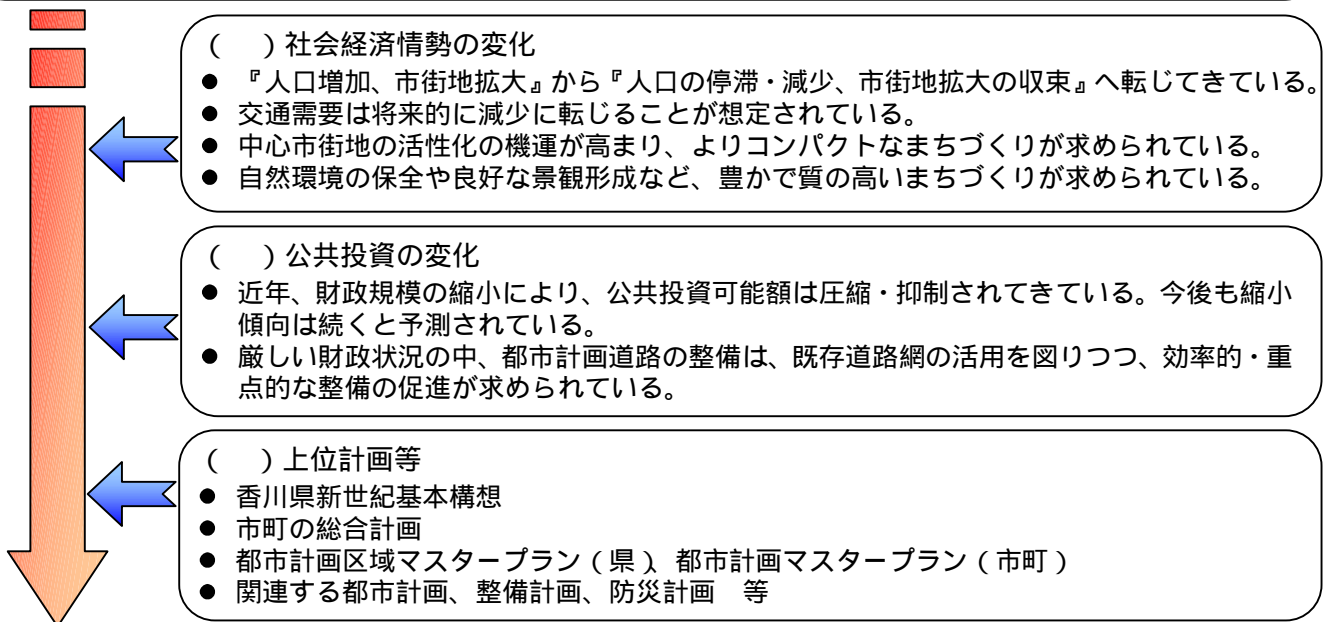 (　)社会経済情勢の変化
● 『人口増加、市街地拡大』から『人口の停滞・減少、市街地拡大の収束』へ転じてきている。
● 交通需要は将来的に減少に転じることが想定されている。
● 中心市街地の活性化の機運が高まり、よりコンパクトなまちづくりが求められている。
● 自然環境の保全や良好な景観形成など、豊かで質の高いまちづくりが求められている。
(　)公共投資の変化
● 近年、財政規模の縮小により、公共投資可能額は圧縮・抑制されてきている。今後も縮小
傾向は続くと予測されている。
● 厳しい財政状況の中、都市計画道路の整備は、既存道路網の活用を図りつつ、効率的・重
点的な整備の促進が求められている。
(　)上位計画等
● 香川県新世紀基本構想
● 市町の総合計画
● 都市計画区域マスタープラン(県)、都市計画マスタープラン(市町)
● 関連する都市計画、整備計画、防災計画　等